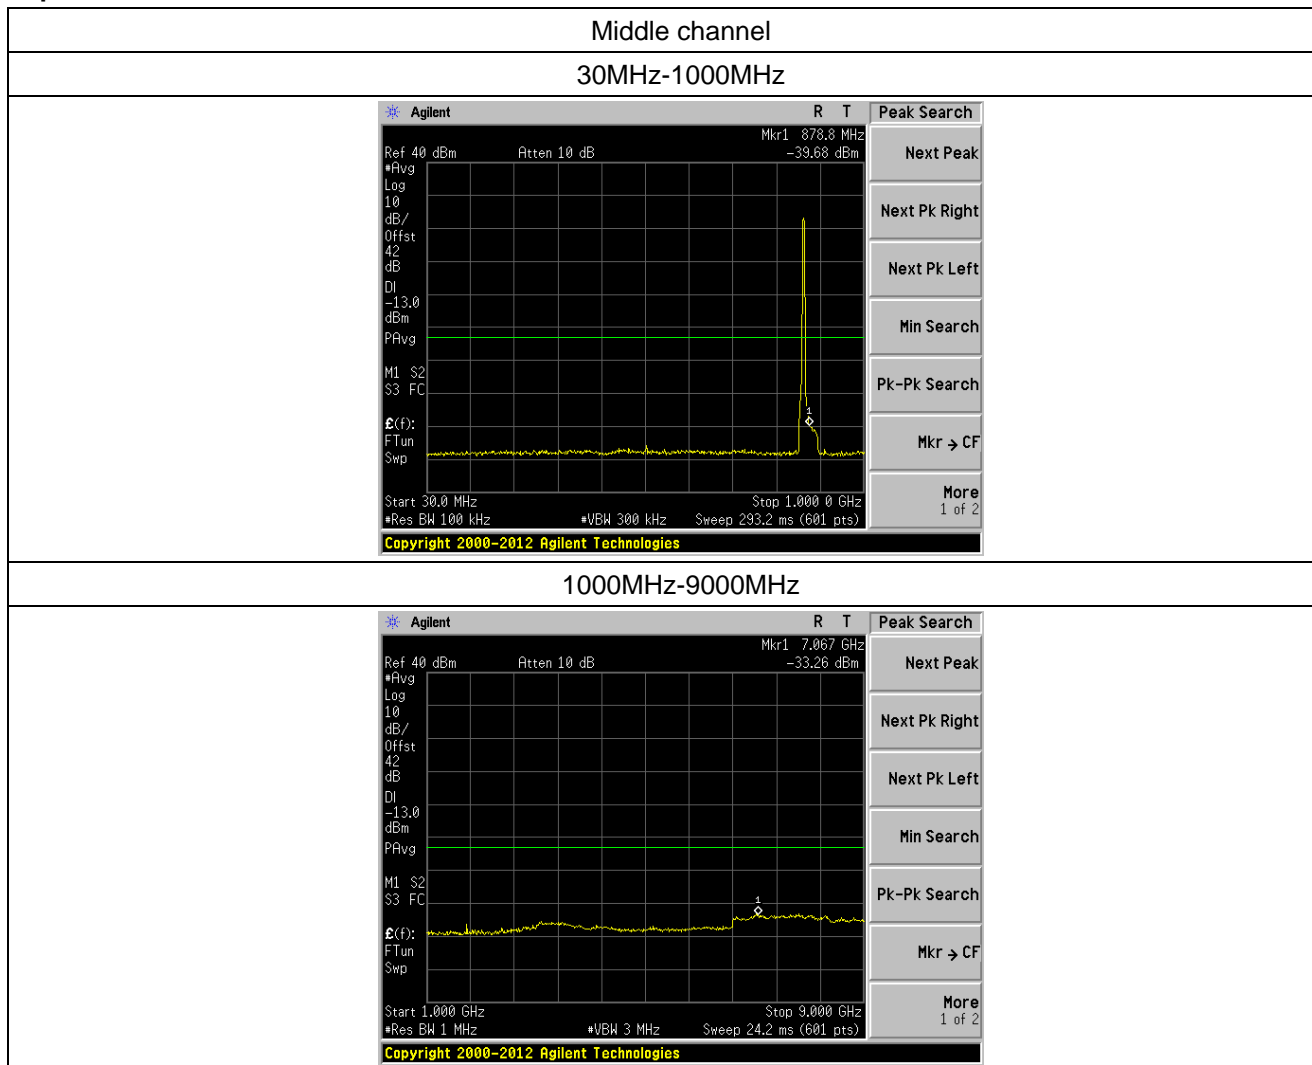 Middle channel
30MHz-1000MHz
Agilent R T Peak Search
Mkr1 878.8 MHz
Ref 40 dBm Atten 10 dB -39.68 dBm
#Avg
Log
10
dB/
Offst
42
dB
DI
-13.0
dBm
PAvg
M1 S2
S3 FC
£(f):
FTun
Swp
1
Start 30.0 MHz Stop 1.000 0 GHz
#Res BW 100 kHz #VBW 300 kHz Sweep 293.2 ms (601 pts)
Copyright 2000-2012 Agilent Technologies
Next Peak
Next Pk Right
Next Pk Left
Min Search
Pk-Pk Search
Mkr → CF
More
1 of 2
1000MHz-9000MHz
Agilent R T Peak Search
Mkr1 7.067 GHz
Ref 40 dBm Atten 10 dB -33.26 dBm
#Avg
Log
10
dB/
Offst
42
dB
DI
-13.0
dBm
PAvg
M1 S2
S3 FC
£(f):
FTun
Swp
1
Start 1.000 GHz Stop 9.000 GHz
#Res BW 1 MHz #VBW 3 MHz Sweep 24.2 ms (601 pts)
Copyright 2000-2012 Agilent Technologies
Next Peak
Next Pk Right
Next Pk Left
Min Search
Pk-Pk Search
Mkr → CF
More
1 of 2